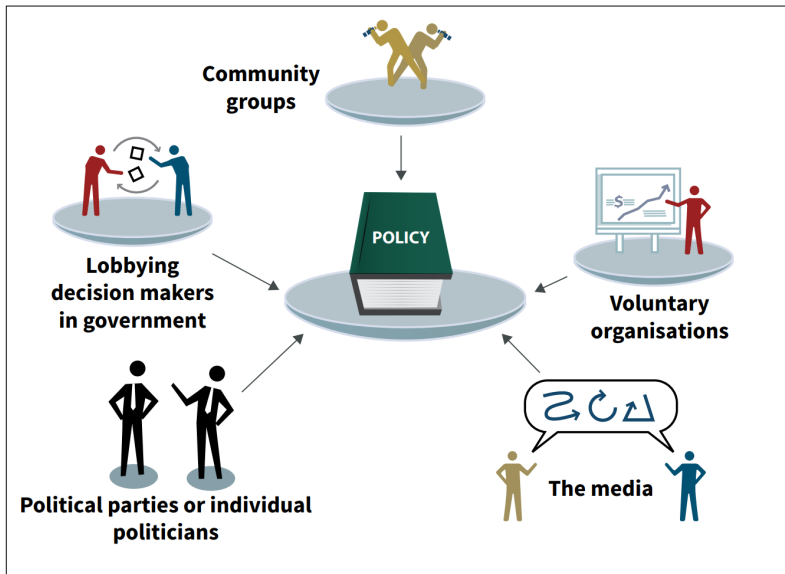 Community
groups
POLICY
$
Lobbying
decision makers
in government
Voluntary
organisations
Political parties or individual
politicians
The media